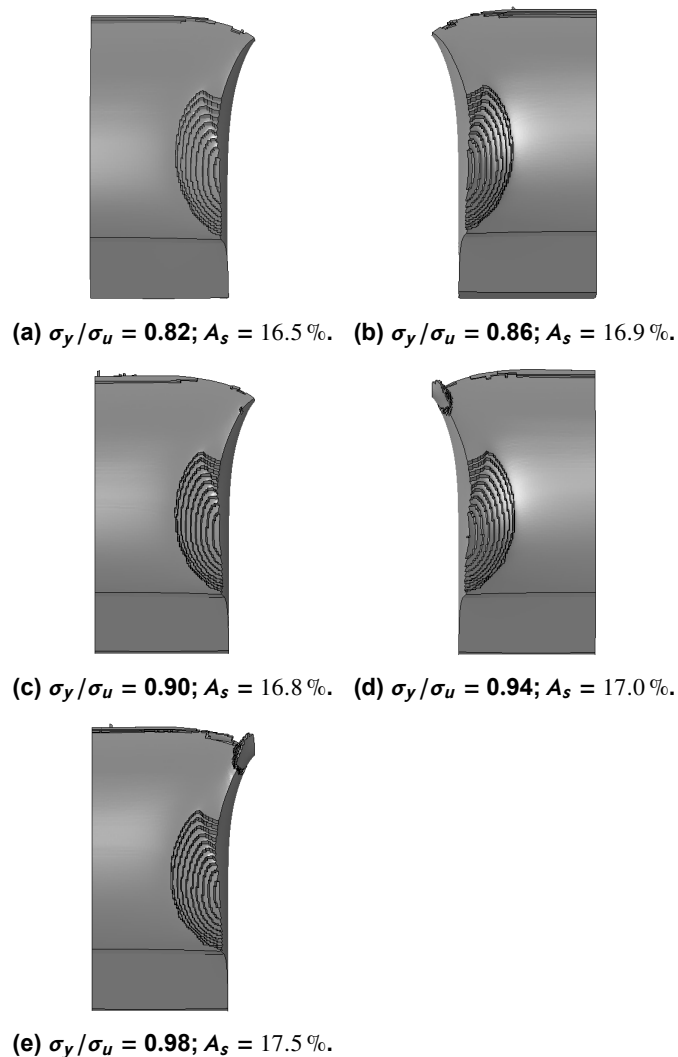 (a) σy/σu = 0.82; As = 16.5 %. (b) σy/σu = 0.86; As = 16.9 %.
(c) σy/σu = 0.90; As = 16.8 %. (d) σy/σu = 0.94; As = 17.0 %.
(e) σy/σu = 0.98; As = 17.5 %.